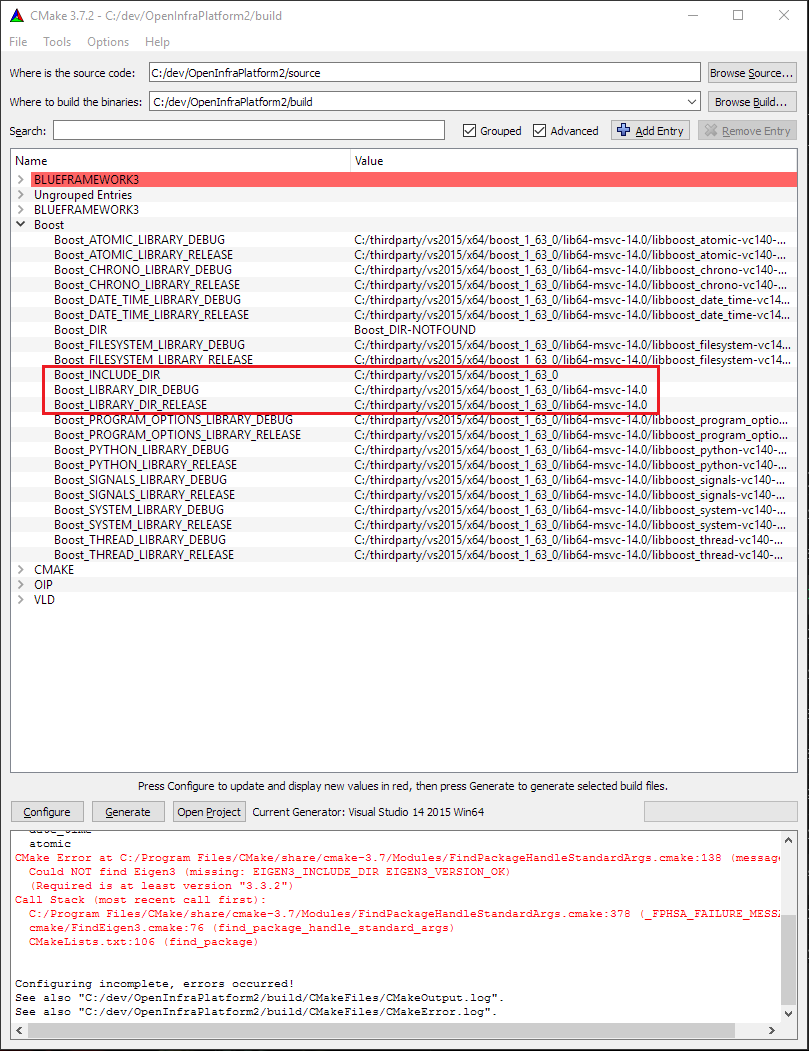 CMake 3.7.2 - C:/dev/OpenInfraPlatform2/build
File Tools Options Help
Where is the source code: C:/dev/OpenInfraPlatform2/source Browse Source...
Where to build the binaries: C:/dev/OpenInfraPlatform2/build Browse Build...
Search: Grouped Advanced Add Entry Remove Entry
Name Value
BLUEFRAMEWORK3
Ungrouped Entries
BLUEFRAMEWORK3
Boost
Boost_ATOMIC_LIBRARY_DEBUG C:/thirdparty/vs2015/x64/boost_1_63_0/lib64-msvc-14.0/libboost_atomic-vc140-...
Boost_ATOMIC_LIBRARY_RELEASE C:/thirdparty/vs2015/x64/boost_1_63_0/lib64-msvc-14.0/libboost_atomic-vc140-...
Boost_CHRONO_LIBRARY_DEBUG C:/thirdparty/vs2015/x64/boost_1_63_0/lib64-msvc-14.0/libboost_chrono-vc140-...
Boost_CHRONO_LIBRARY_RELEASE C:/thirdparty/vs2015/x64/boost_1_63_0/lib64-msvc-14.0/libboost_chrono-vc140-...
Boost_DATE_TIME_LIBRARY_DEBUG C:/thirdparty/vs2015/x64/boost_1_63_0/lib64-msvc-14.0/libboost_date_time-vc14...
Boost_DATE_TIME_LIBRARY_RELEASE C:/thirdparty/vs2015/x64/boost_1_63_0/lib64-msvc-14.0/libboost_date_time-vc14...
Boost_DIR Boost_DIR-NOTFOUND
Boost_FILESYSTEM_LIBRARY_DEBUG C:/thirdparty/vs2015/x64/boost_1_63_0/lib64-msvc-14.0/libboost_filesystem-vc1...
Boost_FILESYSTEM_LIBRARY_RELEASE C:/thirdparty/vs2015/x64/boost_1_63_0/lib64-msvc-14.0/libboost_filesystem-vc14...
Boost_INCLUDE_DIR C:/thirdparty/vs2015/x64/boost_1_63_0
Boost_LIBRARY_DIR_DEBUG C:/thirdparty/vs2015/x64/boost_1_63_0/lib64-msvc-14.0
Boost_LIBRARY_DIR_RELEASE C:/thirdparty/vs2015/x64/boost_1_63_0/lib64-msvc-14.0
Boost_PROGRAM_OPTIONS_LIBRARY_DEBUG C:/thirdparty/vs2015/x64/boost_1_63_0/lib64-msvc-14.0/libboost_program_optio...
Boost_PROGRAM_OPTIONS_LIBRARY_RELEASE C:/thirdparty/vs2015/x64/boost_1_63_0/lib64-msvc-14.0/libboost_program_optio...
Boost_PYTHON_LIBRARY_DEBUG C:/thirdparty/vs2015/x64/boost_1_63_0/lib64-msvc-14.0/libboost_python-vc140-...
Boost_PYTHON_LIBRARY_RELEASE C:/thirdparty/vs2015/x64/boost_1_63_0/lib64-msvc-14.0/libboost_python-vc140-...
Boost_SIGNALS_LIBRARY_DEBUG C:/thirdparty/vs2015/x64/boost_1_63_0/lib64-msvc-14.0/libboost_signals-vc140-...
Boost_SIGNALS_LIBRARY_RELEASE C:/thirdparty/vs2015/x64/boost_1_63_0/lib64-msvc-14.0/libboost_signals-vc140-...
Boost_SYSTEM_LIBRARY_DEBUG C:/thirdparty/vs2015/x64/boost_1_63_0/lib64-msvc-14.0/libboost_system-vc140-...
Boost_SYSTEM_LIBRARY_RELEASE C:/thirdparty/vs2015/x64/boost_1_63_0/lib64-msvc-14.0/libboost_system-vc140-...
Boost_THREAD_LIBRARY_DEBUG C:/thirdparty/vs2015/x64/boost_1_63_0/lib64-msvc-14.0/libboost_thread-vc140-...
Boost_THREAD_LIBRARY_RELEASE C:/thirdparty/vs2015/x64/boost_1_63_0/lib64-msvc-14.0/libboost_thread-vc140-...
CMAKE
OIP
VLD
Press Configure to update and display new values in red, then press Generate to generate selected build files.
Configure Generate Open Project Current Generator: Visual Studio 14 2015 Win64
date_time
atomic
CMake Error at C:/Program Files/CMake/share/cmake-3.7/Modules/FindPackageHandleStandardArgs.cmake:138 (message
Could NOT find Eigen3 (missing: EIGEN3_INCLUDE_DIR EIGEN3_VERSION_OK)
(Required is at least version "3.3.2")
Call Stack (most recent call first):
C:/Program Files/CMake/share/cmake-3.7/Modules/FindPackageHandleStandardArgs.cmake:378 (_FPHSA_FAILURE_MESSA
cmake/FindEigen3.cmake:76 (find_package_handle_standard_args)
CMakeLists.txt:106 (find_package)
Configuring incomplete, errors occurred!
See also "C:/dev/OpenInfraPlatform2/build/CMakeFiles/CMakeOutput.log".
See also "C:/dev/OpenInfraPlatform2/build/CMakeFiles/CMakeError.log".